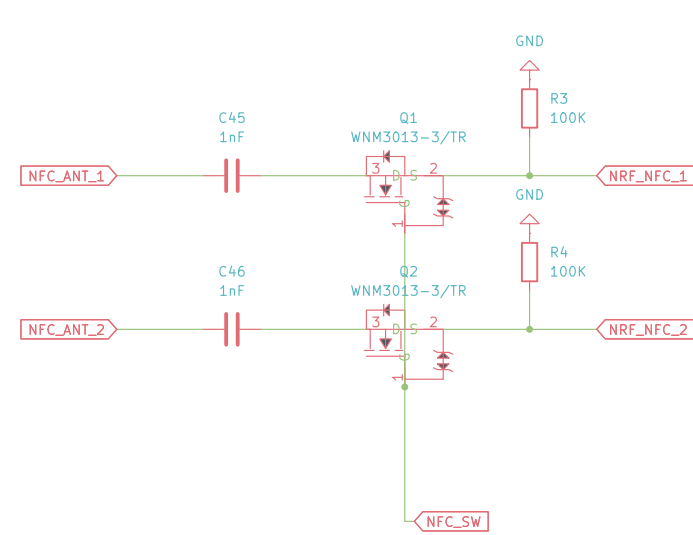 GND
R3
100K
C45
1nF
Q1
WNM3013-3/TR
NFC_ANT_1
3
D
S
2
G
1
NRF_NFC_1
GND
R4
100K
C46
1nF
Q2
WNM3013-3/TR
NFC_ANT_2
3
D
S
2
G
1
NRF_NFC_2
NFC_SW